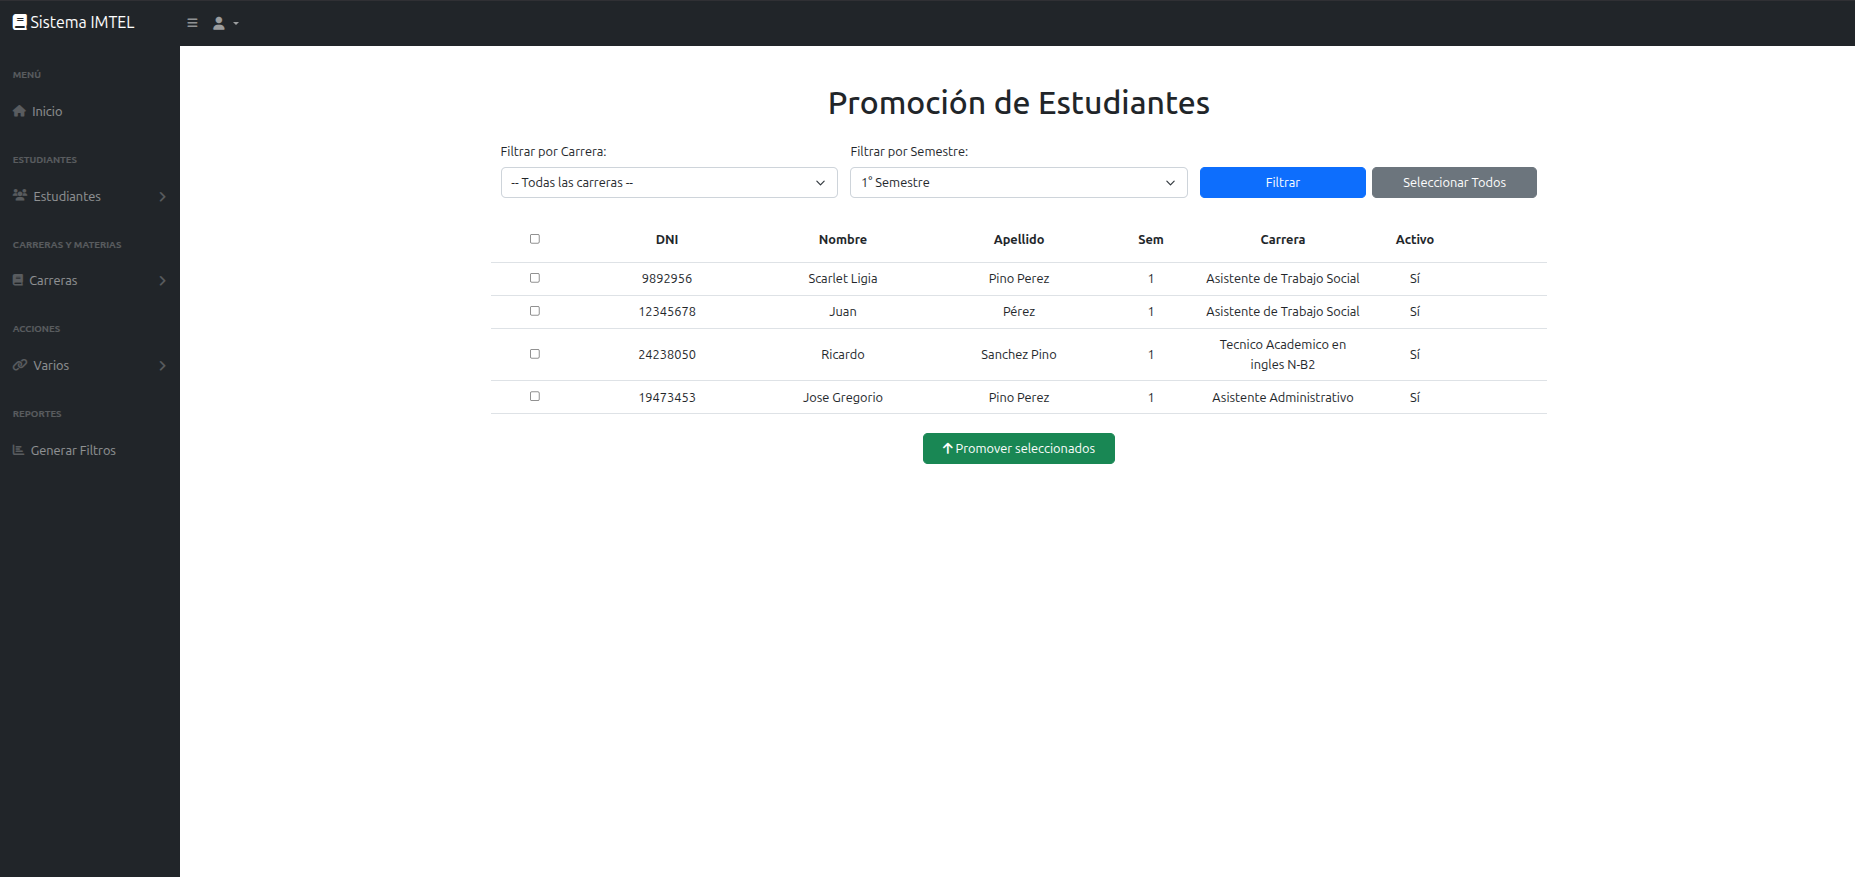 Sistema IMTEL
MENÚ
Inicio
ESTUDIANTES
Estudiantes
CARRERAS Y MATERIAS
Carreras
ACCIONES
Varios
REPORTES
Generar Filtros
Promoción de Estudiantes
Filtrar por Carrera:
Filtrar por Semestre:
-- Todas las carreras --
1° Semestre
Filtrar
Seleccionar Todos
DNI Nombre Apellido Sem Carrera Activo
9892956 Scarlet Ligia Pino Perez 1 Asistente de Trabajo Social Sí
12345678 Juan Pérez 1 Asistente de Trabajo Social Sí
24238050 Ricardo Sanchez Pino 1 Tecnico Academico en
ingles N-B2 Sí
19473453 Jose Gregorio Pino Perez 1 Asistente Administrativo Sí
Promover seleccionados